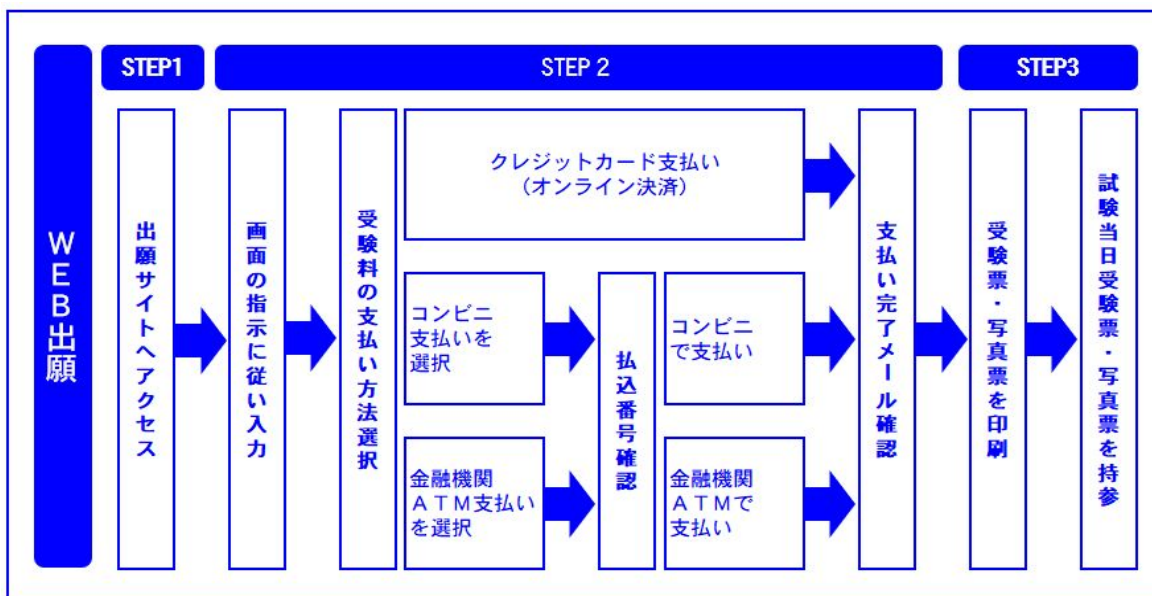 WEB出願
STEP1
STEP 2
STEP3
出願サイトへアクセス
画面の指示に従い入力
受験料の支払い方法選択
クレジットカード支払い
(オンライン決済)
コンビニ
支払いを
選択
金融機関
ATM支払い
を選択
払込番号確認
コンビニ
で支払い
金融機関
ATMで
支払い
支払い完了メール確認
受験票・写真票を印刷
試験当日受験票・写真票を持参